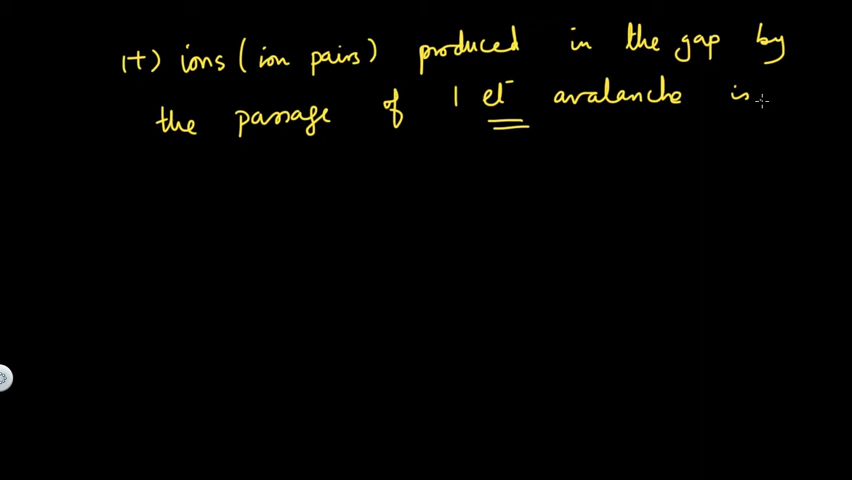 (+) ions (ion pairs) produced in the gap by
the passage of 1 el⁻ avalanche is